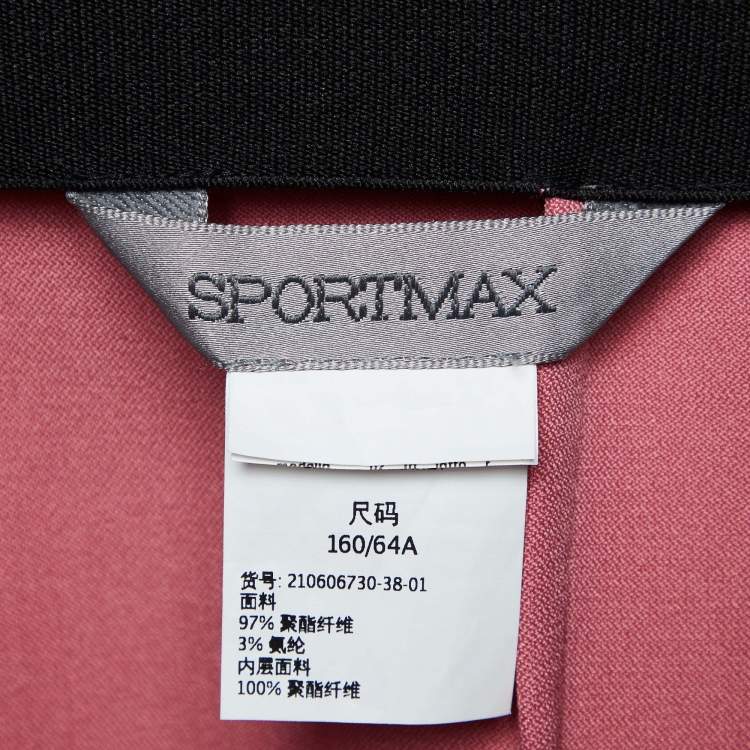 SPORTMAX
尺码
160/64A
货号: 210606730-38-01
面料
97% 聚酯纤维
3% 氨纶
内层面料
100% 聚酯纤维